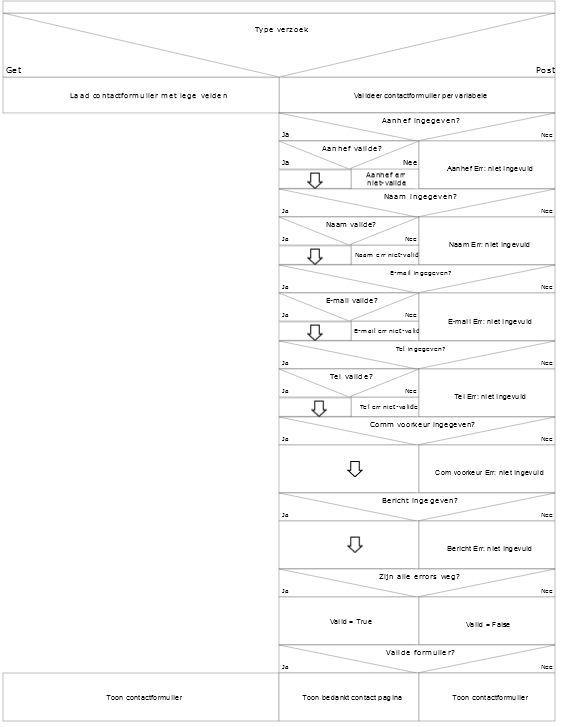 Type verzoek
Get
Post
Laad contactformulier met lege velden
Valideer contactformulier per variabele
Aanhef ingegeven?
Ja
Nee
Aanhef valide?
Ja
Nee
Aanhef Err: niet ingevuld
Aanhef err
niet-valide
Naam ingegeven?
Ja
Nee
Naam valide?
Ja
Nee
Naam Err: niet ingevuld
Naam err niet-valid
E-mail ingegeven?
Ja
Nee
E-mail valide?
Ja
Nee
E-mail Err: niet ingevuld
E-mail err niet-valid
Tel ingegeven?
Ja
Nee
Tel valide?
Ja
Nee
Tel Err: niet ingevuld
Tel err niet-valide
Comm voorkeur ingegeven?
Ja
Nee
Com voorkeur Err: niet ingevuld
Bericht ingegeven?
Ja
Nee
Bericht Err: niet ingevuld
Zijn alle errors weg?
Ja
Nee
Valid = True
Valid = False
Valide formulier?
Ja
Nee
Toon contactformulier
Toon bedankt contact pagina
Toon contactformulier